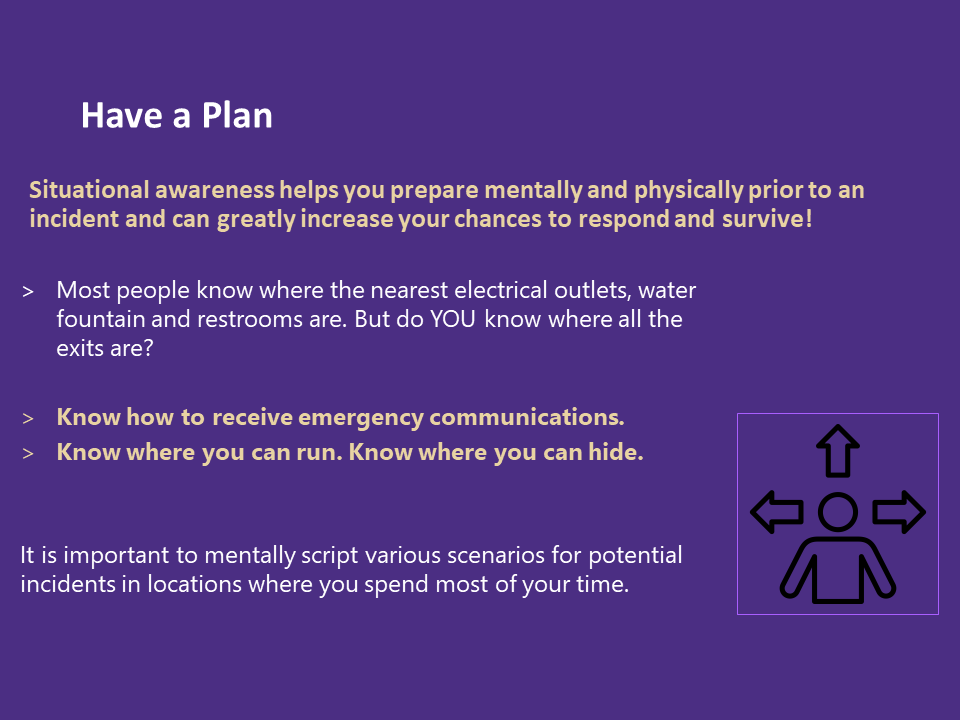 Have a Plan
Situational awareness helps you prepare mentally and physically prior to an
incident and can greatly increase your chances to respond and survive!
> Most people know where the nearest electrical outlets, water
fountain and restrooms are. But do YOU know where all the
exits are?
> Know how to receive emergency communications.
> Know where you can run. Know where you can hide.
It is important to mentally script various scenarios for potential
incidents in locations where you spend most of your time.